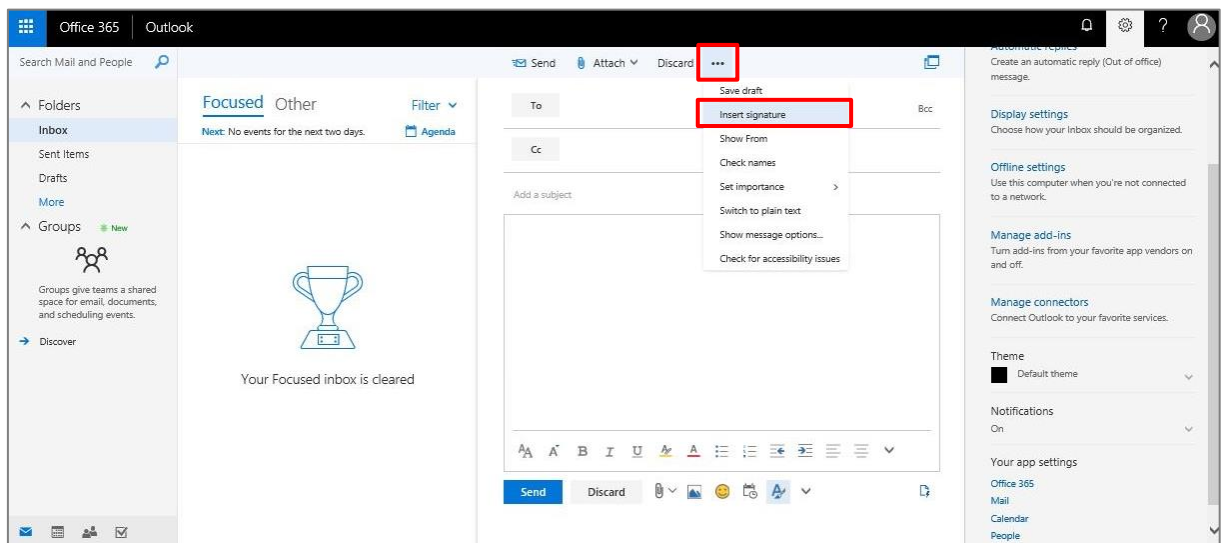 Office 365
Outlook
?
Search Mail and People
Folders
Inbox
Sent Items
Drafts
More
Groups
New
Groups give teams a shared
space for email, documents,
and scheduling events.
Discover
Focused Other
Filter
Next: No events for the next two days.
Agenda
Your Focused inbox is cleared
Send
Attach
Discard
•••
Save draft
Insert signature
Show From
Check names
Set importance
Switch to plain text
Show message options...
Check for accessibility issues
To
Bcc
Cc
Add a subject
B I U A
Send
Discard
Automatic replies
Create an automatic reply (Out of office)
message.
Display settings
Choose how your Inbox should be organized.
Offline settings
Use this computer when you're not connected
to a network.
Manage add-ins
Turn add-ins from your favorite app vendors on
and off.
Manage connectors
Connect Outlook to your favorite services.
Theme
Default theme
Notifications
On
Your app settings
Office 365
Mail
Calendar
People